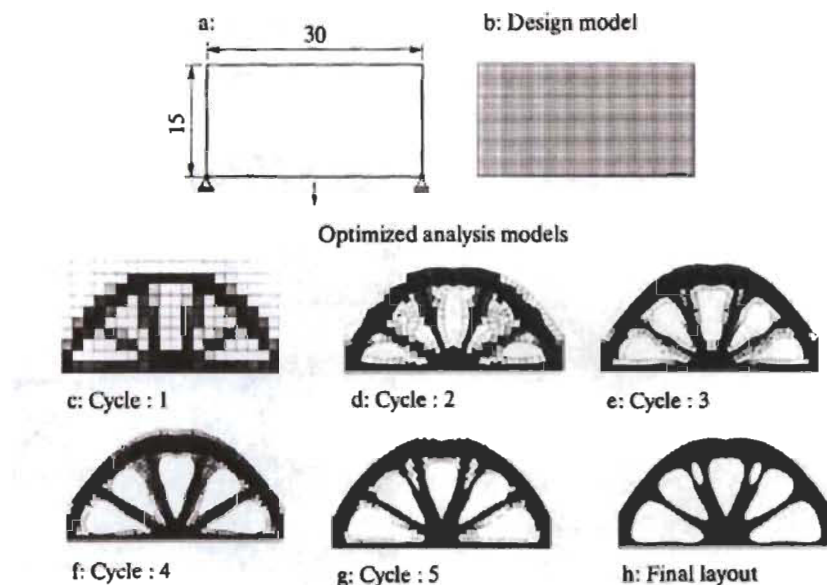 a:
b: Design model
30
15
Optimized analysis models
c: Cycle : 1
d: Cycle : 2
e: Cycle : 3
f: Cycle : 4
g: Cycle : 5
h: Final layout